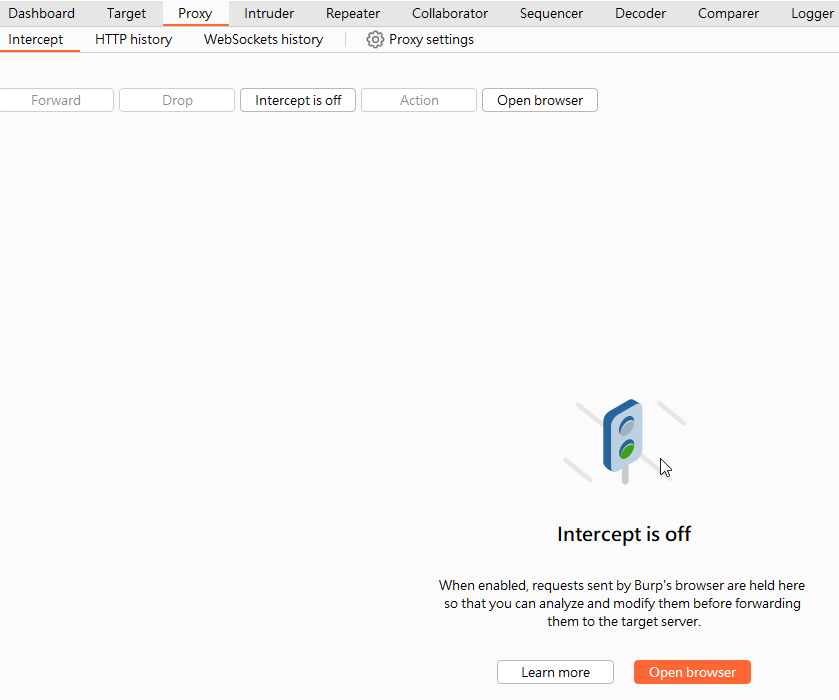 Dashboard Target Proxy Intruder Repeater Collaborator Sequencer Decoder Comparer Logger
Intercept HTTP history WebSockets history Proxy settings
Forward Drop Intercept is off Action Open browser
Intercept is off
When enabled, requests sent by Burp's browser are held here
so that you can analyze and modify them before forwarding
them to the target server.
Learn more Open browser